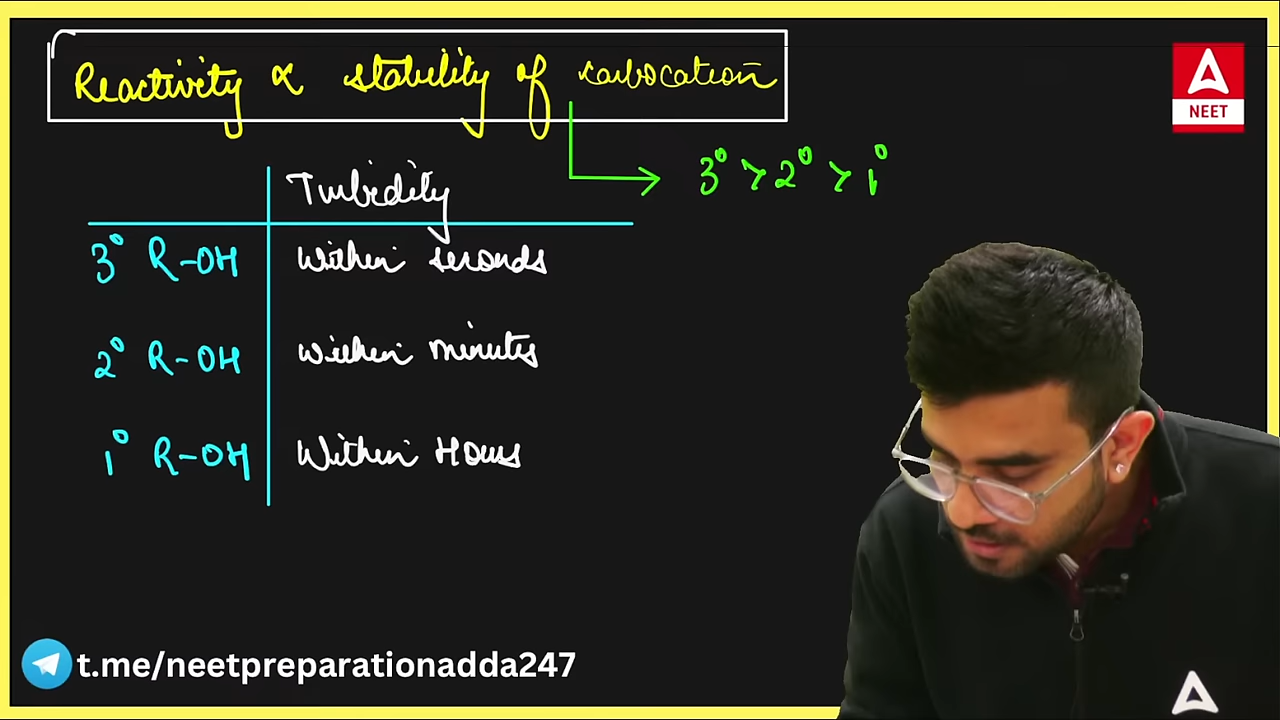 Reactivity ∝ stability of carbocation
NEET
3° > 2° > 1°
Turbidity
3° R-OH Within seconds
2° R-OH Within minutes
1° R-OH Within Hours
t.me/neetpreparationadda247